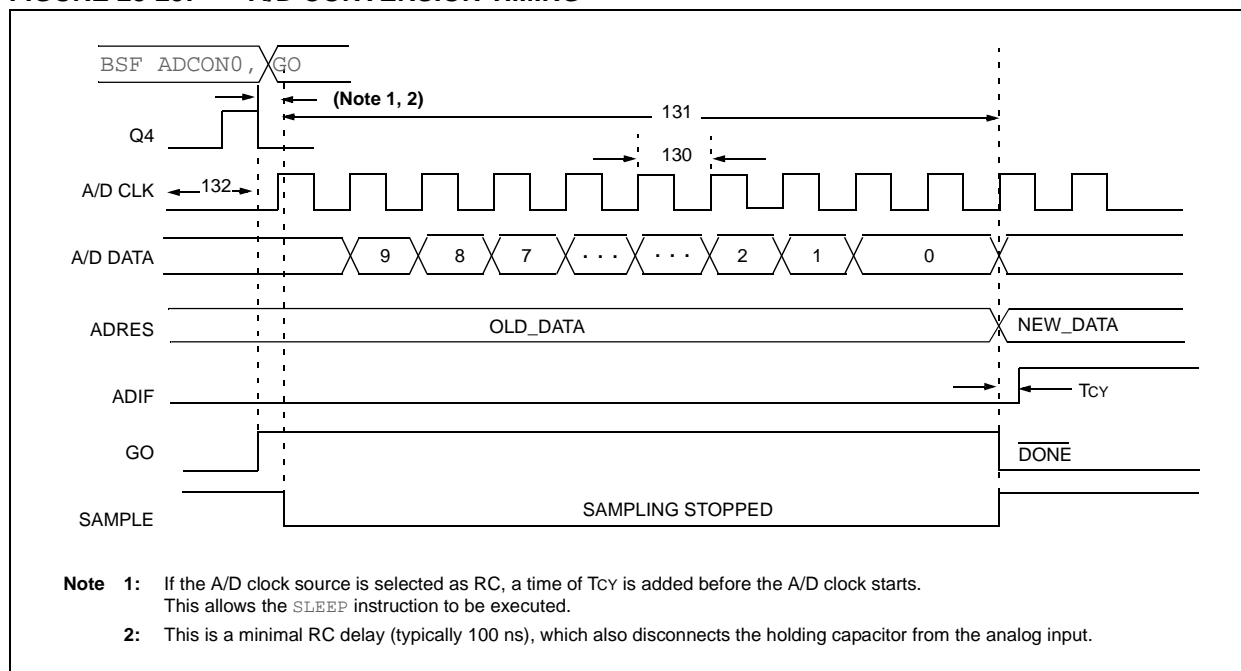 BSF ADCON0, GO
(Note 1, 2)
131
Q4
130
A/D CLK
132
A/D DATA
9 8 7 . . . . . . 2 1 0
ADRES
OLD_DATA
NEW_DATA
ADIF
TCY
GO
DONE
SAMPLE
SAMPLING STOPPED
Note 1: If the A/D clock source is selected as RC, a time of TCY is added before the A/D clock starts.
This allows the SLEEP instruction to be executed.
2: This is a minimal RC delay (typically 100 ns), which also disconnects the holding capacitor from the analog input.